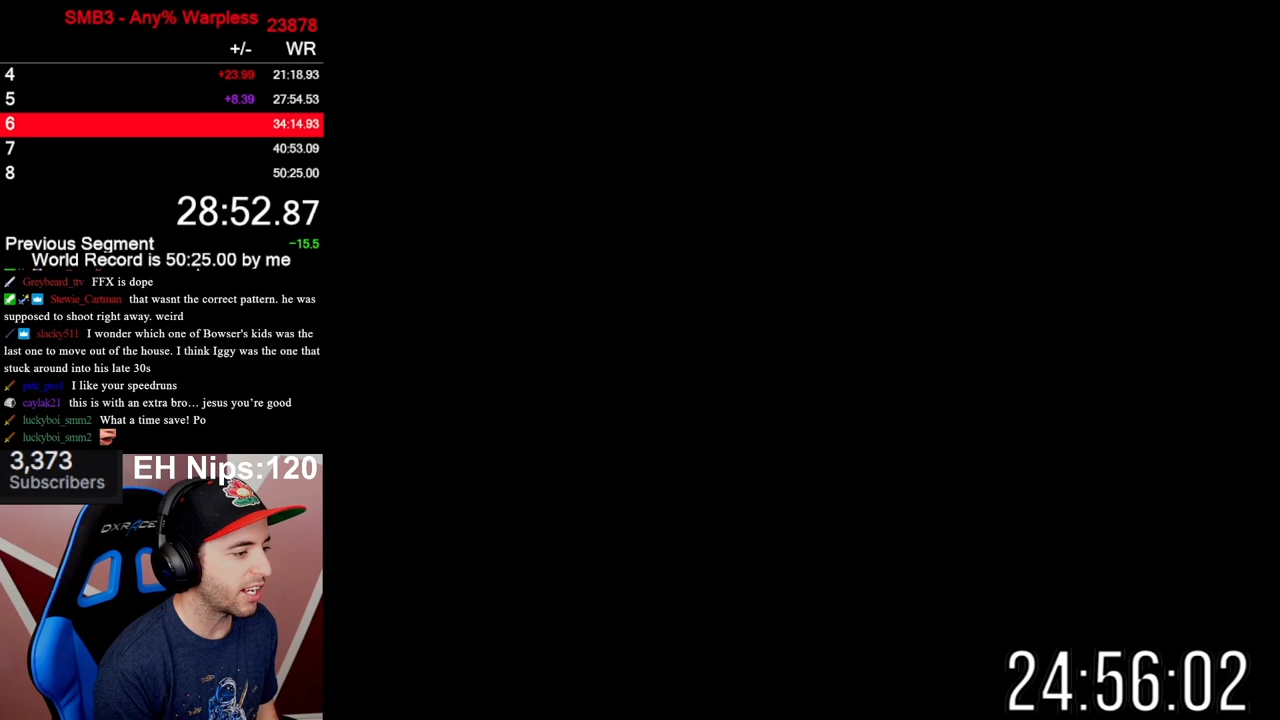 SMB3 - Any% Warpless 23878
+/- WR
4 +23.99 21:18.93
5 +8.39 27:54.53
6 34:14.93
7 40:53.09
8 50:25.00
28:52.87
Previous Segment -15.5
World Record is 50:25.00 by me
Greybeard_ttv FFX is dope
Stewie_Cartman that wasnt the correct pattern. he was
supposed to shoot right away. weird
slacky511 I wonder which one of Bowser's kids was the
last one to move out of the house. I think Iggy was the one that
stuck around into his late 30s
I like your speedruns
caylak21 this is with an extra bro… jesus you’re good
luckyboi_smm2 What a time save! Po
luckyboi_smm2
3,373
Subscribers
EH Nips:120
DXRACE
24:56:02